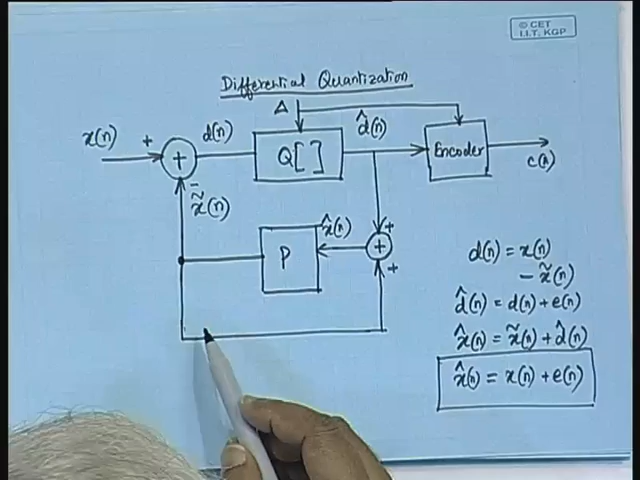 © CET
I.I.T. KGP
Differential Quantization
Δ
x(n) + + d(n) Q[ ] d̂(n) Encoder c(n)
−
x̃(n)
P x̂(n) + + +
d(n) = x(n)
− x̃(n)
d̂(n) = d(n) + e(n)
x̂(n) = x̃(n) + d̂(n)
x̂(n) = x(n) + e(n)